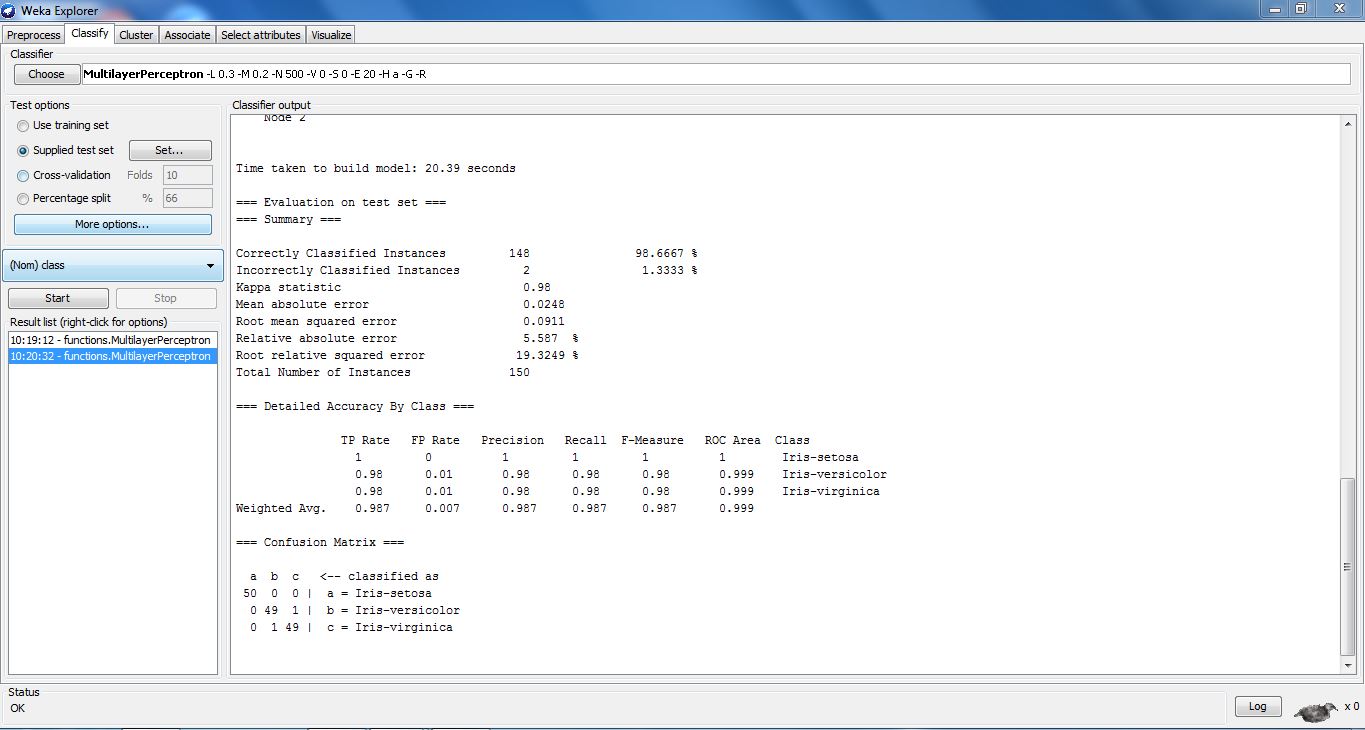 Weka Explorer
Preprocess Classify Cluster Associate Select attributes Visualize
Classifier
Choose MultilayerPerceptron -L 0.3 -M 0.2 -N 500 -V 0 -S 0 -E 20 -H a -G -R
Test options
Use training set
Supplied test set Set...
Cross-validation Folds 10
Percentage split % 66
More options...
(Nom) class
Start Stop
Result list (right-click for options)
10:19:12 - functions.MultilayerPerceptron
10:20:32 - functions.MultilayerPerceptron
Classifier output
Node 2
Time taken to build model: 20.39 seconds
=== Evaluation on test set ===
=== Summary ===
Correctly Classified Instances 148 98.6667 %
Incorrectly Classified Instances 2 1.3333 %
Kappa statistic 0.98
Mean absolute error 0.0248
Root mean squared error 0.0911
Relative absolute error 5.587 %
Root relative squared error 19.3249 %
Total Number of Instances 150
=== Detailed Accuracy By Class ===
TP Rate FP Rate Precision Recall F-Measure ROC Area Class
1 0 1 1 1 1 Iris-setosa
0.98 0.01 0.98 0.98 0.98 0.999 Iris-versicolor
0.98 0.01 0.98 0.98 0.98 0.999 Iris-virginica
Weighted Avg. 0.987 0.007 0.987 0.987 0.987 0.999
=== Confusion Matrix ===
a b c <-- classified as
50 0 0 | a = Iris-setosa
0 49 1 | b = Iris-versicolor
0 1 49 | c = Iris-virginica
Status
OK
Log x 0